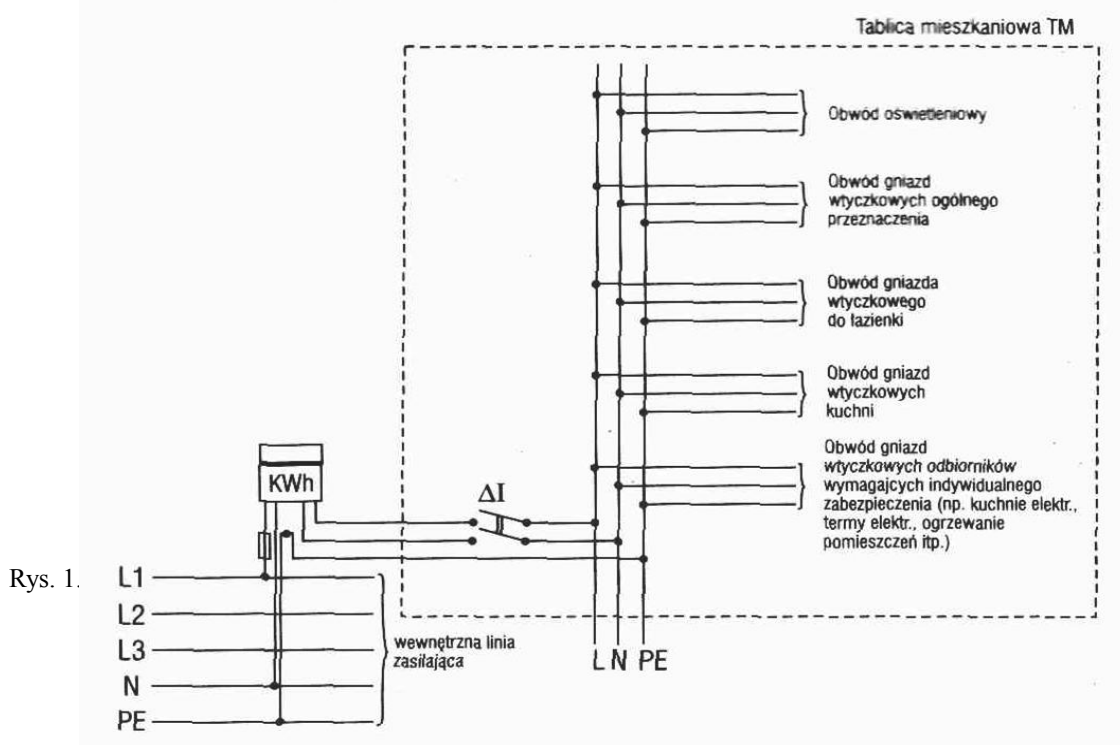 Tablica mieszkaniowa TM
Obwód oświetleniowy
Obwód gniazd
wtyczkowych ogólnego
przeznaczenia
Obwód gniazda
wtyczkowego
do łazienki
Obwód gniazd
wtyczkowych
kuchni
Obwód gniazd
wtyczkowych odbiorników
wymagajcych indywidualnego
zabezpieczenia (np. kuchnie elektr.,
termy elektr., ogrzewanie
pomieszczeń itp.)
KWh
ΔI
Rys. 1.
L1
L2
L3
N
PE
wewnętrzna linia
zasilająca
L N PE